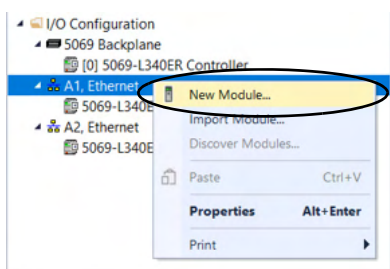 I/O Configuration
5069 Backplane
[0] 5069-L340ER Controller
A1, Ethernet
New Module...
5069-L340E
Import Module...
A2, Ethernet
Discover Modules...
5069-L340E
Paste Ctrl+V
Properties Alt+Enter
Print